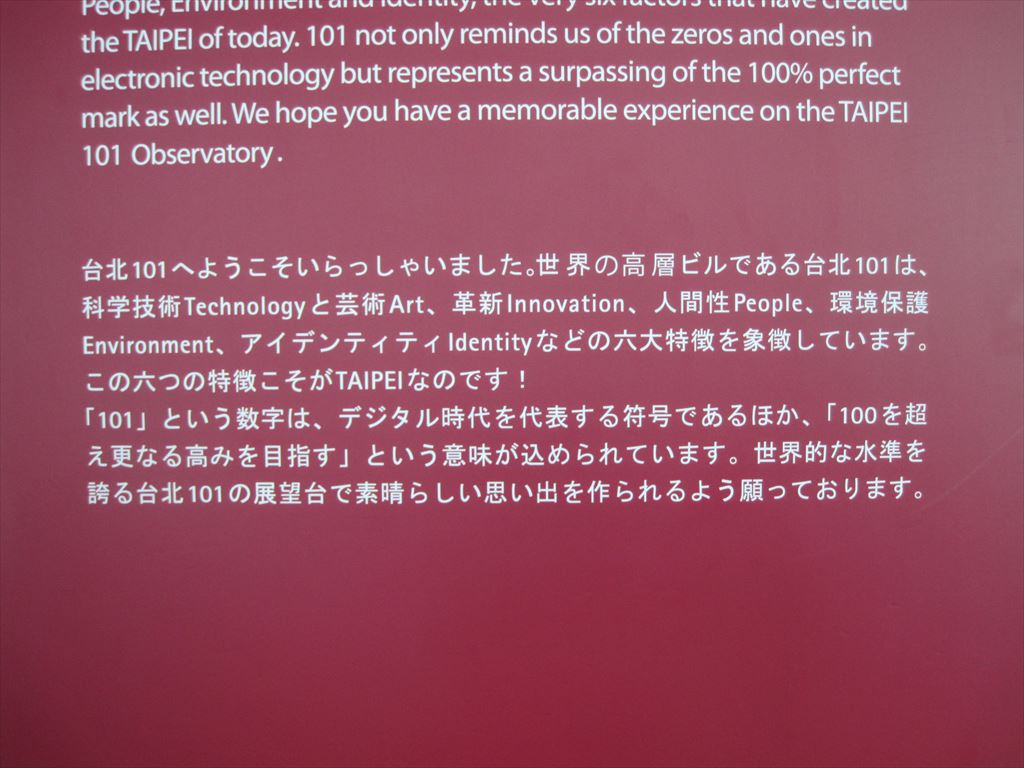 People, Environment and Identity, the very six factors that have created
the TAIPEI of today. 101 not only reminds us of the zeros and ones in
electronic technology but represents a surpassing of the 100% perfect
mark as well. We hope you have a memorable experience on the TAIPEI
101 Observatory.
台北101へようこそいらっしゃいました。世界の高層ビルである台北101は、
科学技術Technologyと芸術Art、革新Innovation、人間性People、環境保護
Environment、アイデンティティIdentityなどの六大特徴を象徴しています。
この六つの特徴こそがTAIPEIなのです！
「101」という数字は、デジタル時代を代表する符号であるほか、「100を超
え更なる高みを目指す」という意味が込められています。世界的な水準を
誇る台北101の展望台で素晴らしい思い出を作られるよう願っております。